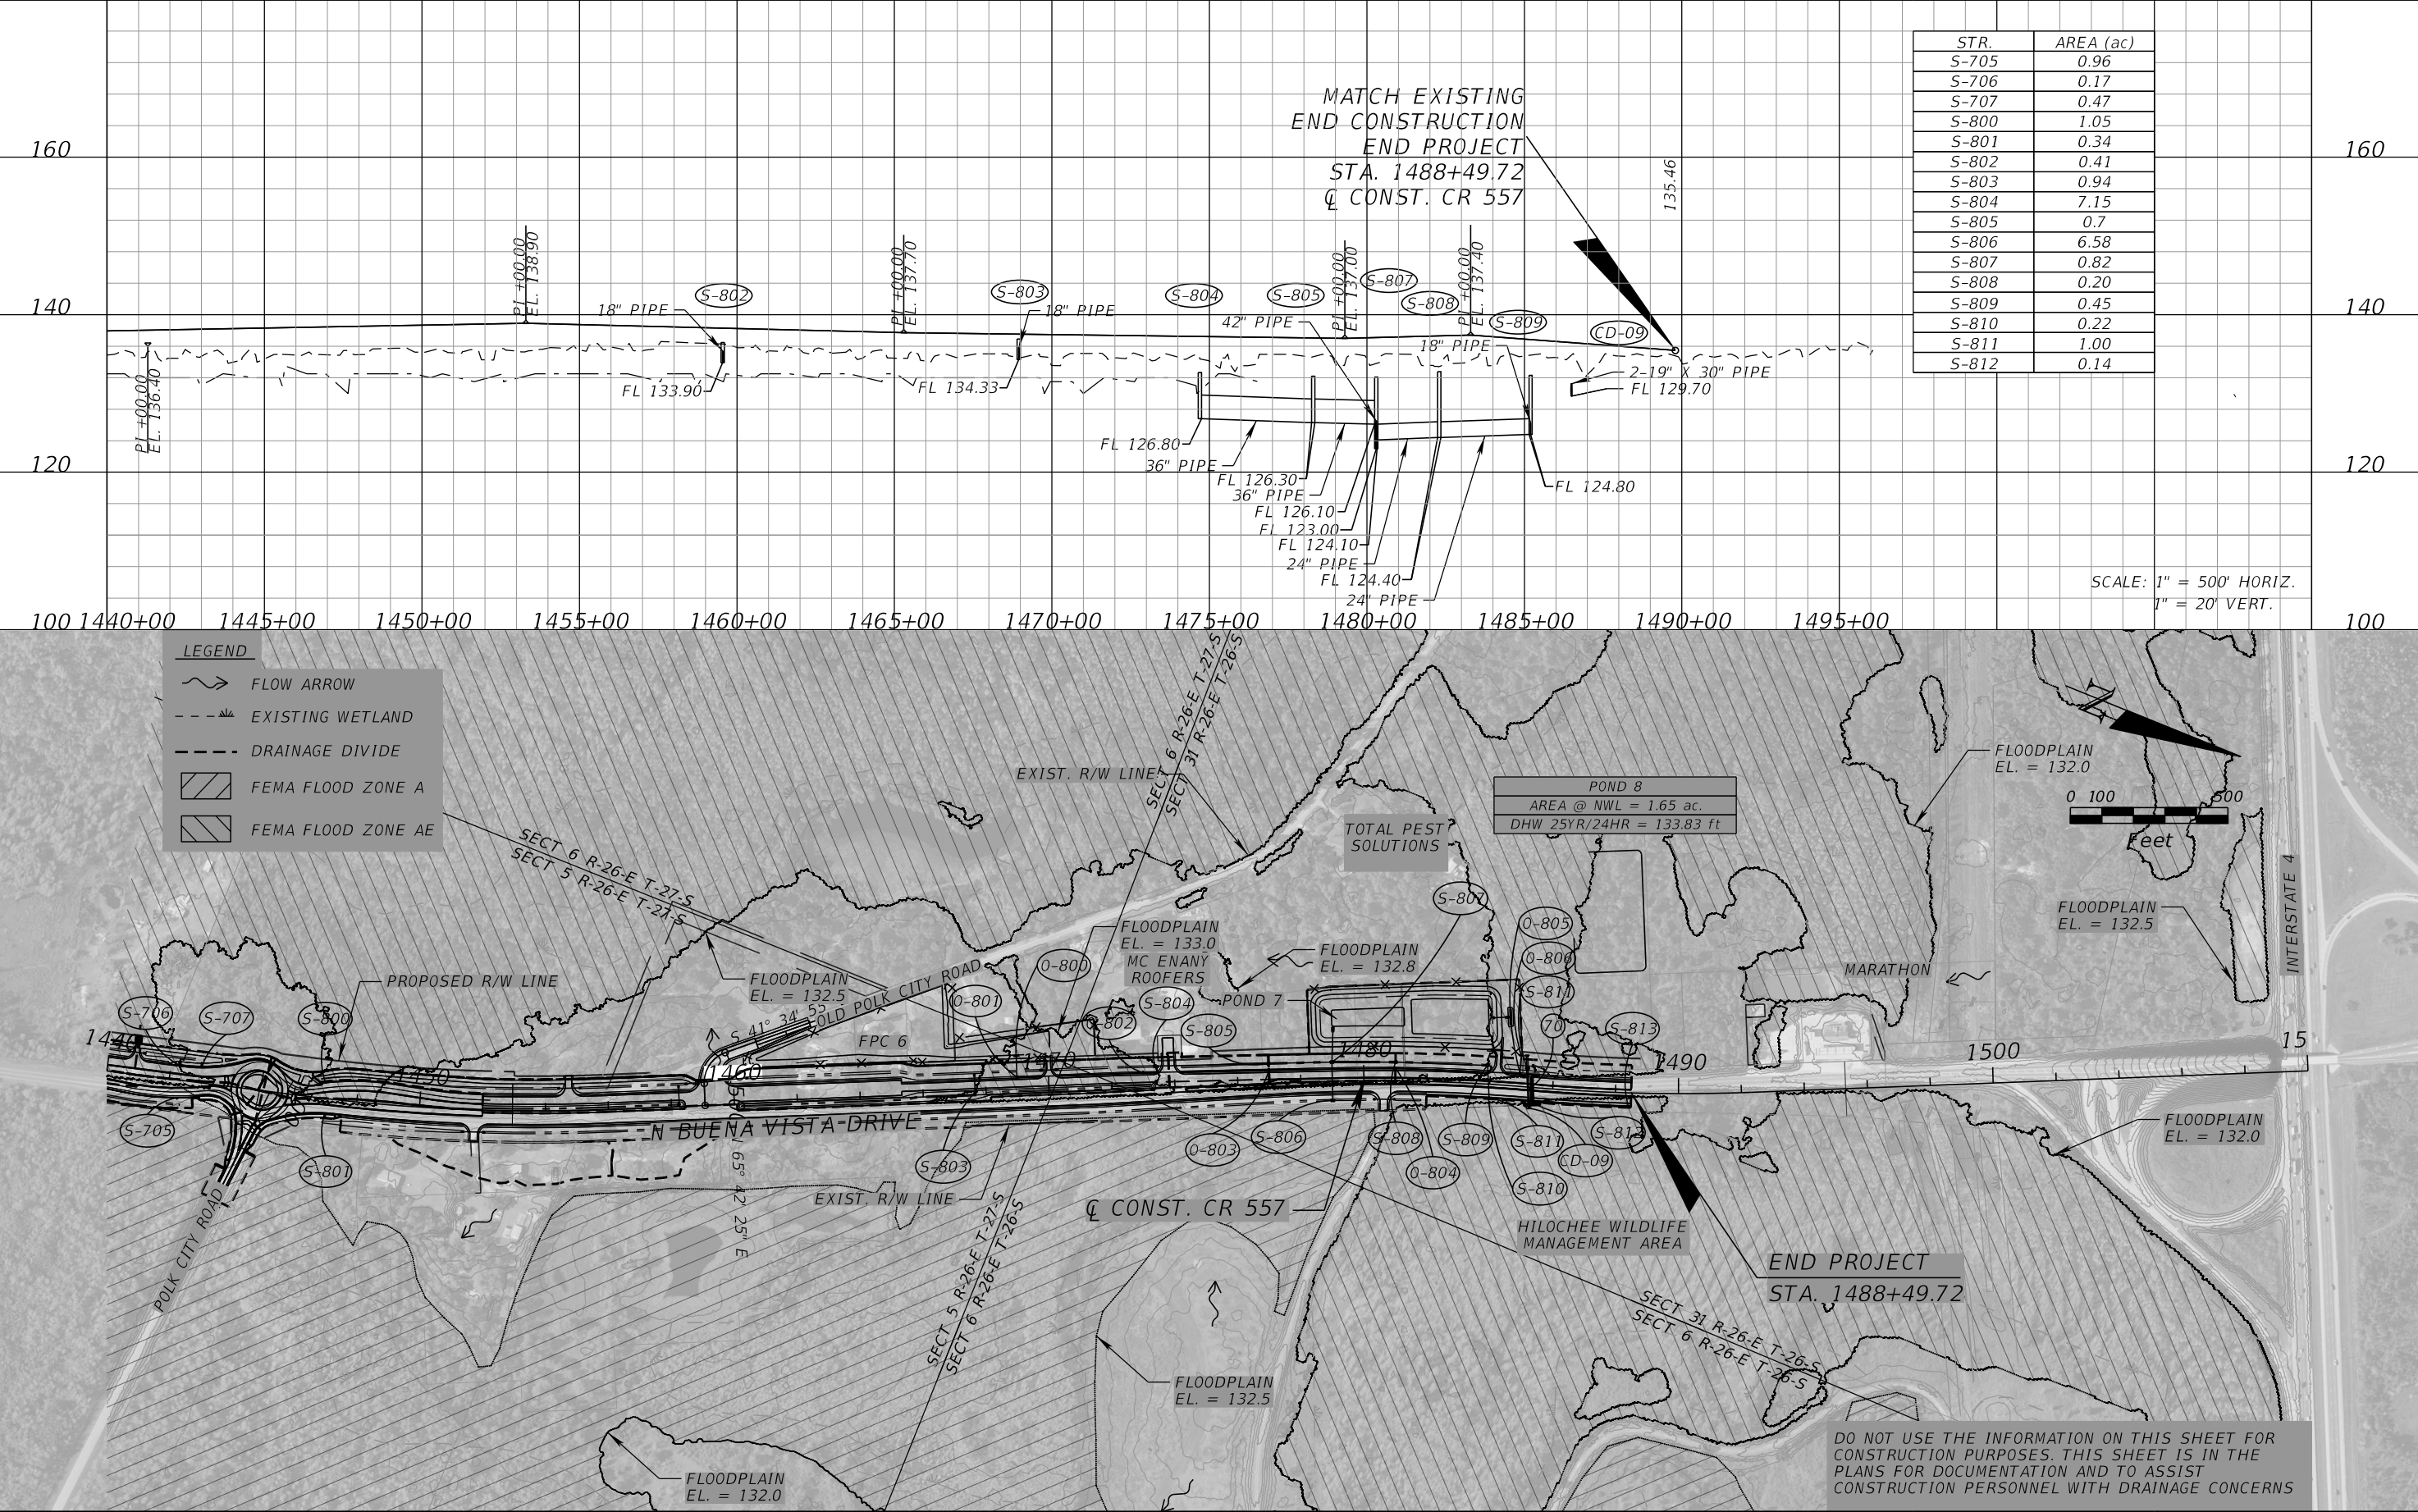 STR. AREA (ac)
S-705 0.96
S-706 0.17
S-707 0.47
S-800 1.05
S-801 0.34
S-802 0.41
S-803 0.94
S-804 7.15
S-805 0.7
S-806 6.58
S-807 0.82
S-808 0.20
S-809 0.45
S-810 0.22
S-811 1.00
S-812 0.14
MATCH EXISTING
END CONSTRUCTION
END PROJECT
STA. 1488+49.72
℄ CONST. CR 557
135.46
160
160
140
140
120
120
PI +00.00
EL. 136.40
PI +00.00
EL. 138.90
PI +00.00
EL. 137.70
PI +00.00
EL. 137.00
PI +00.00
EL. 137.40
S-802
S-803
S-804
S-805
S-807
S-808
S-809
CD-09
18" PIPE
18" PIPE
42" PIPE
18" PIPE
2-19" X 30" PIPE
FL 129.70
FL 133.90
FL 134.33
FL 126.80
36" PIPE
FL 126.30
36" PIPE
FL 126.10
FL 123.00
FL 124.10
24" PIPE
FL 124.40
24" PIPE
FL 124.80
SCALE: 1" = 500' HORIZ.
1" = 20' VERT.
100 1440+00 1445+00 1450+00 1455+00 1460+00 1465+00 1470+00 1475+00 1480+00 1485+00 1490+00 1495+00 100
LEGEND
FLOW ARROW
EXISTING WETLAND
DRAINAGE DIVIDE
FEMA FLOOD ZONE A
FEMA FLOOD ZONE AE
SECT 6 R-26-E T-27-S
SECT 5 R-26-E T-27-S
SECT 6 R-26-E T-27-S
SECT 31 R-26-E T-26-S
EXIST. R/W LINE
TOTAL PEST
SOLUTIONS
POND 8
AREA @ NWL = 1.65 ac.
DHW 25YR/24HR = 133.83 ft
FLOODPLAIN
EL. = 132.0
N
0 100 500
Feet
FLOODPLAIN
EL. = 132.5
INTERSTATE 4
PROPOSED R/W LINE
FLOODPLAIN
EL. = 132.5
FLOODPLAIN
EL. = 133.0
MC ENANY
ROOFERS
FLOODPLAIN
EL. = 132.8
POND 7
MARATHON
S-706
S-707
S-800
O-800
O-801
O-802
S-804
S-805
S-807
O-805
O-806
S-811
70
S-813
S 41° 34' 55"
OLD POLK CITY ROAD
FPC 6
1440
1450
1460
1470
1480
1490
1500
15
N BUENA VISTA DRIVE
65° 42' 25" E
S-705
S-801
S-803
O-803
S-806
S-808
O-804
S-809
S-811
CD-09
S-810
S-812
POLK CITY ROAD
EXIST. R/W LINE
℄ CONST. CR 557
SECT 5 R-26-E T-27-S
SECT 6 R-26-E T-26-S
HILOCHEE WILDLIFE
MANAGEMENT AREA
END PROJECT
STA. 1488+49.72
FLOODPLAIN
EL. = 132.0
SECT 31 R-26-E T-26-S
SECT 6 R-26-E T-26-S
FLOODPLAIN
EL. = 132.5
FLOODPLAIN
EL. = 132.0
DO NOT USE THE INFORMATION ON THIS SHEET FOR
CONSTRUCTION PURPOSES. THIS SHEET IS IN THE
PLANS FOR DOCUMENTATION AND TO ASSIST
CONSTRUCTION PERSONNEL WITH DRAINAGE CONCERNS